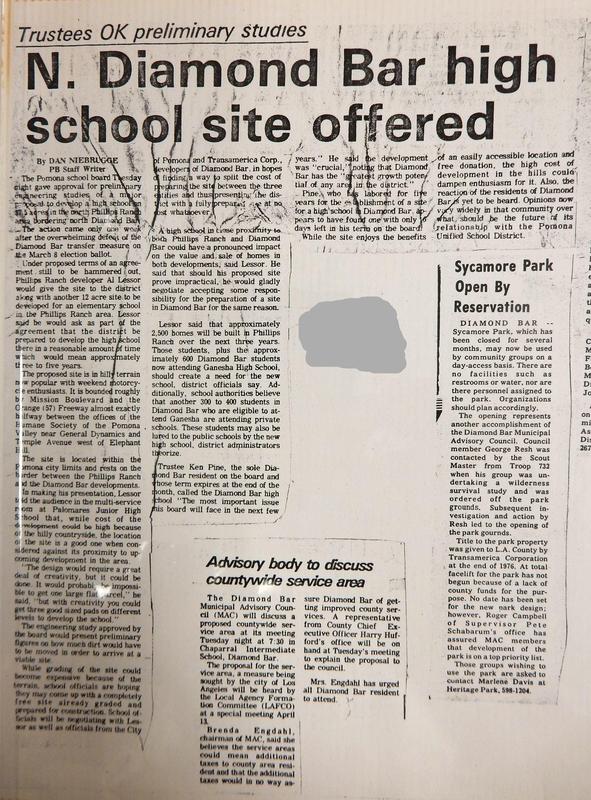 Trustees OK preliminary studies
N. Diamond Bar high
school site offered
By DAN NIEBRUGGE
PB Staff Writer
The Pomona school board Tuesday
night gave approval for preliminary
engineering studies of a major
proposal to develop a high school
in the north Phillips Ranch
area bordering north Diamond Bar.
The action came only one week
after the overwhelming defeat of the
Diamond Bar transfer measure on
the March 8 election ballot.
Under proposed terms of an agree-
ment still to be hammered out,
Phillips Ranch developer Al Lessor
would give the site to the district
along with another 12 acre site to be
developed for an elementary school
in the Phillips Ranch area. Lessor
said he would ask as part of the
agreement that the district be
prepared to develop the high school
there in a reasonable amount of time
which would mean approximately
three to five years.
The proposed site is in hilly terrain
now popular with weekend motorcy-
cle enthusiasts. It is bounded roughly
by Mission Boulevard and the
Orange (57) Freeway almost exactly
halfway between the offices of the
Humane Society of the Pomona
Valley near General Dynamics and
Temple Avenue west of Elephant
Hill.
The site is located within the
Pomona city limits and rests on the
border between the Phillips Ranch
and the Diamond Bar developments.
In making his presentation, Lessor
told the audience in the multi-service
room at Palomares Junior High
School that, while cost of the
development could be high because
of the hilly countryside, the location
of the site is a good one when con-
sidered against its proximity to up-
coming development in the area.
"The design would require a great
deal of creativity, but it could be
done. It would probably be impossi-
ble to get one large flat parcel," he
said, "but with creativity you could
get three good sized pads on different
levels to develop the school."
The engineering study approved by
the board would present preliminary
figures on how much dirt would have
to be moved in order to arrive at a
viable site.
While grading of the site could
become expensive because of the
terrain, school officials are hoping
they may come up with a completely
free site already graded and
prepared for construction. School of-
ficials will be negotiating with Les-
sor as well as officials from the City
of Pomona and Transamerica Corp.,
developers of Diamond Bar, in hopes
of finding a way to split the cost of
preparing the site between the three
parties and thus presenting the dis-
trict with a fully prepared site at no
cost whatever.
A high school in close proximity to
both Phillips Ranch and Diamond
Bar could have a pronounced impact
on the value and sale of homes in
both developments, said Lessor. He
said that should his proposed site
prove impractical, he would gladly
negotiate accepting some respon-
sibility for the preparation of a site
in Diamond Bar for the same reason.
Lessor said that approximately
2,500 homes will be built in Phillips
Ranch over the next three years.
Those students, plus the approx-
imately 600 Diamond Bar students
now attending Ganesha High School,
should create a need for the new
school, district officials say. Ad-
ditionally, school authorities believe
that another 300 to 400 students in
Diamond Bar who are eligible to at-
tend Ganesha are attending private
schools. These students may also be
lured to the public schools by the new
high school, district administrators
theorize.
Trustee Ken Pine, the sole Dia-
mond Bar resident on the board and
whose term expires at the end of the
month, called the Diamond Bar high
school "The most important issue
this board will face in the next few
years." He said the development
was "crucial," noting that Diamond
Bar has the "greatest growth poten-
tial of any area in the district."
Pine, who has labored for five
years for the establishment of a site
for a high school in Diamond Bar, ap-
pears to have found one with only
days left in his term on the board.
While the site enjoys the benefits
of an easily accessible location and
free donation, the high cost of
development in the hills could
dampen enthusiasm for it. Also, the
reaction of the residents of Diamond
Bar is yet to be heard. Opinions now
vary widely in that community over
what should be the future of its
relationship with the Pomona
Unified School District.
Sycamore Park
Open By
Reservation
DIAMOND BAR --
Sycamore Park, which
has been closed for several
months, may now be used
by community groups on a
day-access basis. There
are no facilities such as
restrooms or water, nor are
there personnel assigned to
the park. Organizations
should plan accordingly.
The opening represents
another accomplishment of
the Diamond Bar Municipal
Advisory Council. Council
member George Resh was
contacted by the Scout
Master from Troop 732
when his group was un-
dertaking a wilderness
survival study and was
ordered off the park
grounds. Subsequent in-
vestigation and action by
Resh led to the opening of
the park gounrds.
Title to the park property
was given to L.A. County by
Transamerica Corporation
at the end of 1976. At total
facelift for the park has not
begun because of a lack of
county funds for the pur-
pose. No date has been set
for the new park design;
however, Roger Campbell
of Supervisor Pete
Schabarum's office has
assured MAC members
that development of the
park is on a top priority list.
Those groups wishing to
use the park are asked to
contact Marlene Davis at
Heritage Park, 598-1204.
Advisory body to discuss
countywide service area
The Diamond Bar
Municipal Advisory Coun-
cil (MAC) will discuss a
proposed countywide ser-
vice area at its meeting
Tuesday night at 7:30 in
Chaparral Intermediate
School, Diamond Bar.
The proposal for the ser-
vice area, a measure being
sought by the city of Los
Angeles will be heard by
the Local Agency Forma-
tion Committee (LAFCO)
at a special meeting April
13.
Brenda Engdahl,
chairman of MAC, said she
believes the service areas
could mean additional
taxes to county area resi-
dent and that the additional
taxes would in no way as-
sure Diamond Bar of get-
ting improved county ser-
vices. A representative
from County Chief Ex-
ecutive Officer Harry Huf-
ford's office will be on
hand at Tuesday's meeting
to explain the proposal to
the council.
Mrs. Engdahl has urged
all Diamond Bar resident
to attend.